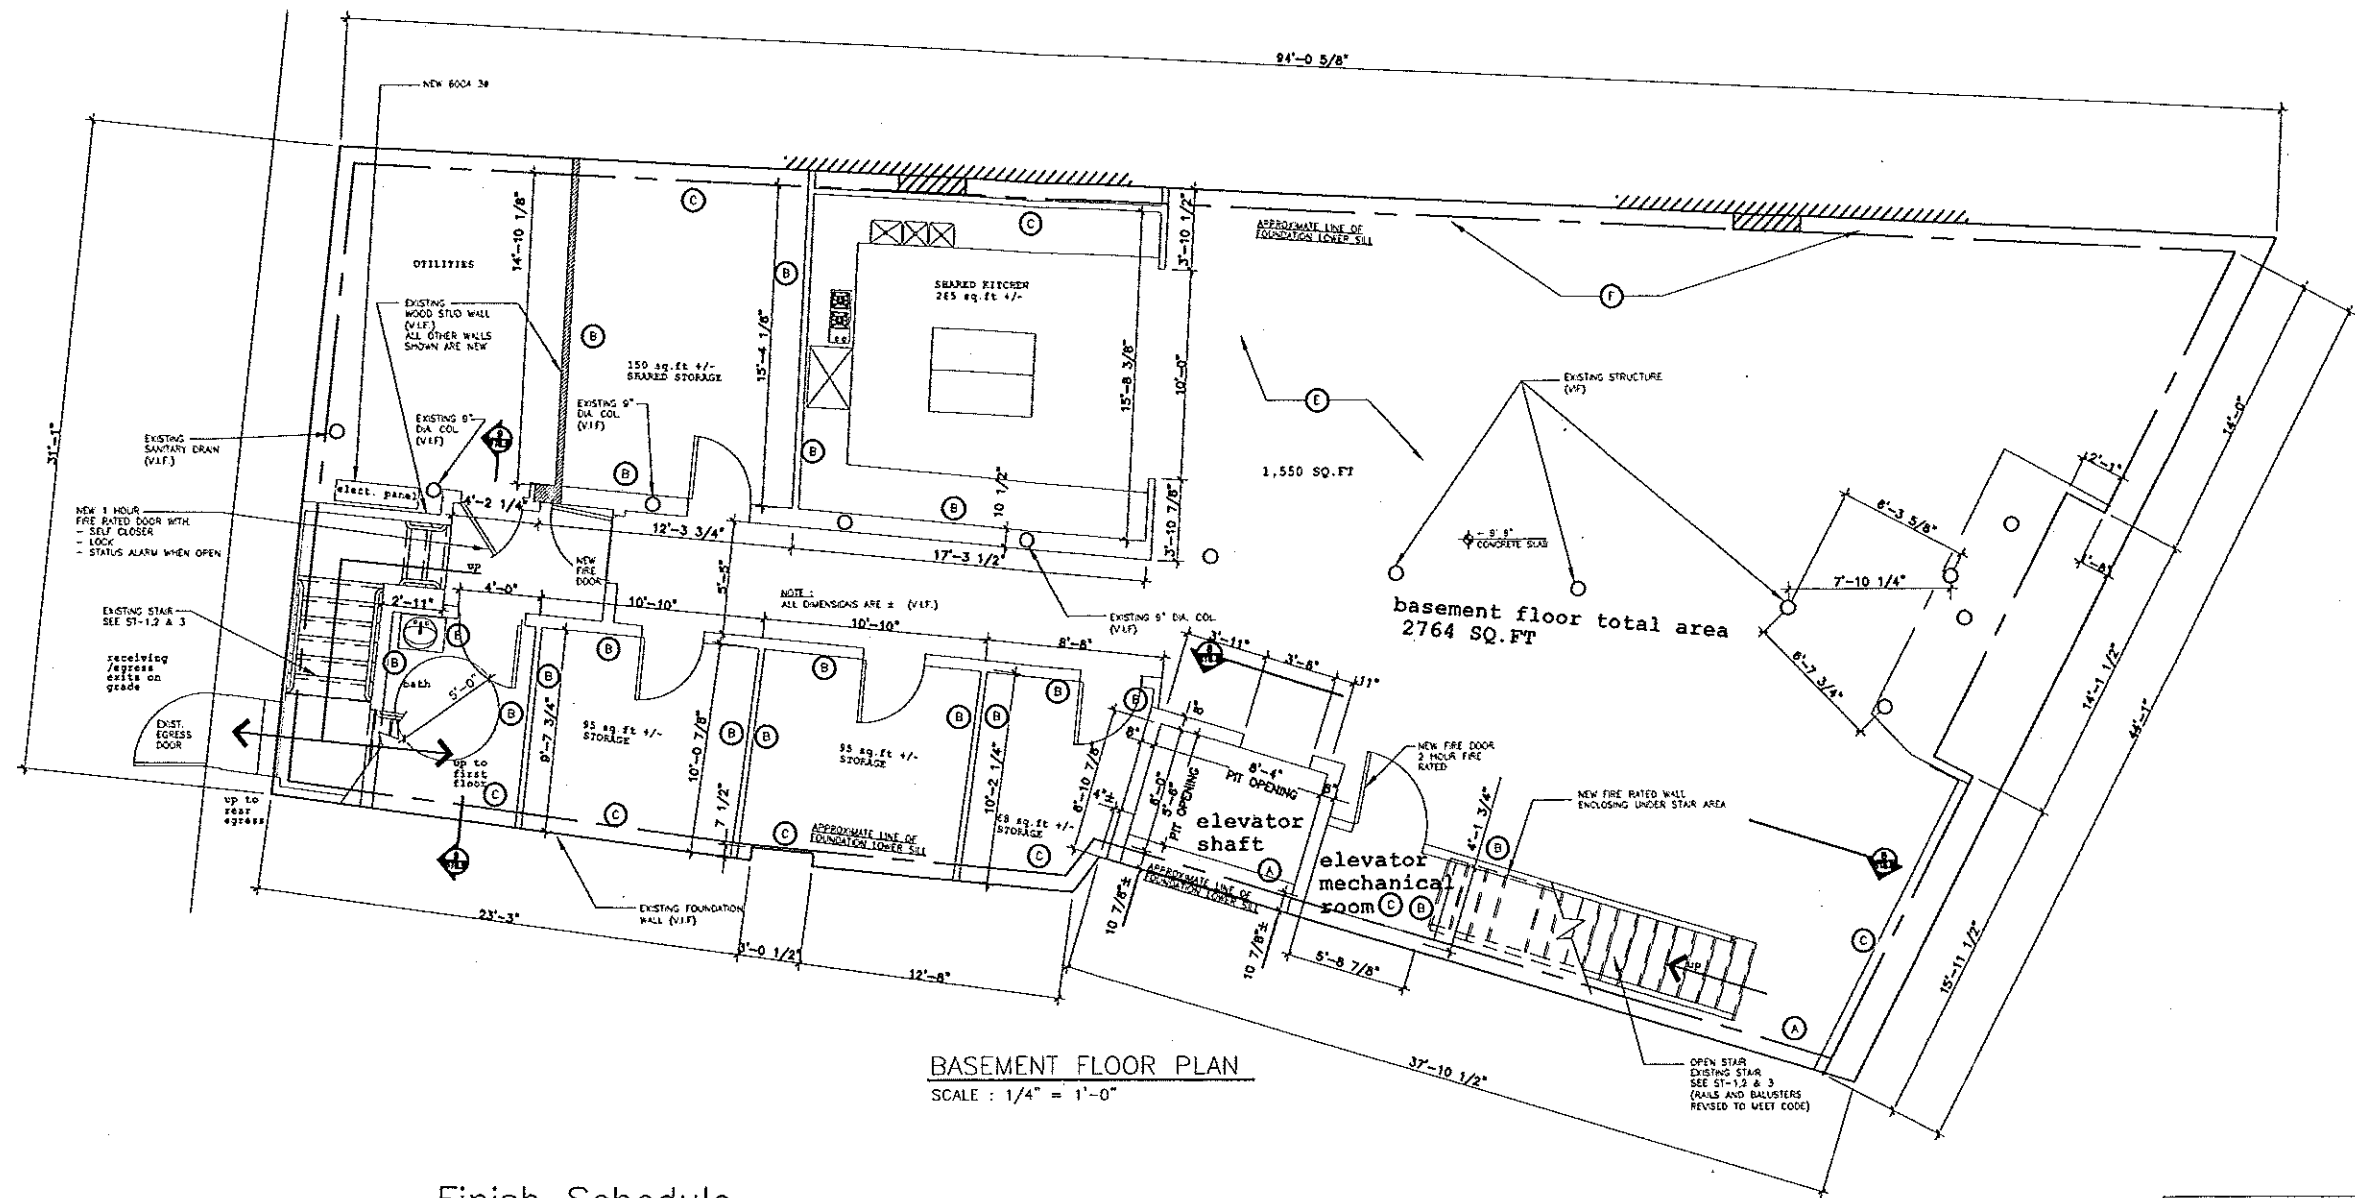 94'-0 5/8"
NEW 600A 3Ø
31'-1"
14'-10 1/8"
UTILITIES
EXISTING
WOOD STUD WALL
(V.I.F.)
ALL OTHER WALLS
SHOWN ARE NEW
C
B
B
15'-4 1/8"
150 sq.ft +/-
SHARED STORAGE
EXISTING 9"
DIA. COL.
(V.I.F)
EXISTING 9"
DIA. COL.
(V.I.F)
B
EXISTING
SANITARY DRAIN
(V.I.F.)
elect. panel
4'-2 1/4"
12'-3 3/4"
C
SHARED KITCHEN
265 sq.ft +/-
15'-8 3/8"
B
B
10 1/2"
17'-3 1/2"
3'-10 1/2"
10'-0"
3'-10 7/8"
APPROXIMATE LINE OF
FOUNDATION LOWER SILL
F
E
1,550 SQ.FT
EXISTING STRUCTURE
(VIF)
- 9'9"
CONCRETE SLAB
basement floor total area
2764 SQ.FT
2'-1"
14'-0"
6'-3 5/8"
7'-10 1/4"
1'-8"
6'-7 3/4"
14'-1 1/2"
44'-1"
15'-11 1/2"
NEW 1 HOUR
FIRE RATED DOOR WITH
- SELF CLOSER
- LOCK
- STATUS ALARM WHEN OPEN
NEW
FIRE
DOOR
up
5'-5"
NOTE :
ALL DIMENSIONS ARE ± (V.I.F.)
EXISTING 9" DIA. COL.
(V.I.F)
EXISTING STAIR
SEE ST-1,2 & 3
2'-11"
4'-0"
10'-10"
10'-10"
8'-8"
3'-11"
3'-8"
11"
receiving
/egress
exits on
grade
EXIST.
EGRESS
DOOR
bath
5'-0"
B
B
B
B
B
B
B
B
B
B
B
B
up to
first
floor
up to
rear
egress
C
C
C
C
9'-7 3/4"
95 sq.ft +/-
STORAGE
10'-0 7/8"
7 1/2"
95 sq.ft +/-
STORAGE
APPROXIMATE LINE OF
FOUNDATION LOWER SILL
10'-2 1/4"
68 sq.ft +/-
STORAGE
8'-10 7/8"
8"
4"±
8'-4"
PIT OPENING
8'-0"
5'-6"
PIT OPENING
8"
elevator
shaft
A
NEW FIRE DOOR
2 HOUR FIRE
RATED
elevator
mechanical
room
C
B
APPROXIMATE LINE OF
FOUNDATION LOWER SILL
4'-1 3/4"
B
NEW FIRE RATED WALL
ENCLOSING UNDER STAIR AREA
up
C
A
OPEN STAIR
EXISTING STAIR
SEE ST-1,2 & 3
(RAILS AND BALUSTERS
REVISED TO MEET CODE)
EXISTING FOUNDATION
WALL (V.I.F)
23'-3"
3'-0 1/2"
12'-8"
10 7/8"±
10 7/8"±
5'-8 7/8"
37'-10 1/2"
BASEMENT FLOOR PLAN
SCALE : 1/4" = 1'-0"
Finish Schedule